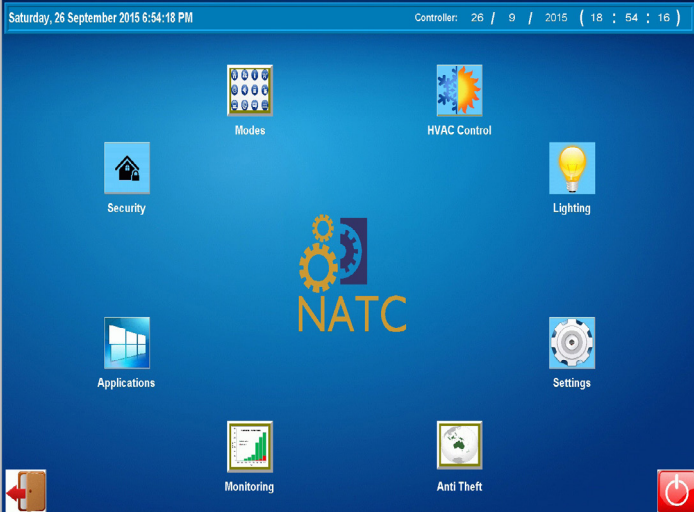 Saturday, 26 September 2015 6:54:18 PM
Controller: 26 / 9 / 2015 ( 18 : 54 : 16 )
Modes
HVAC Control
Security
Lighting
NATC
Applications
Settings
Monitoring
Anti Theft